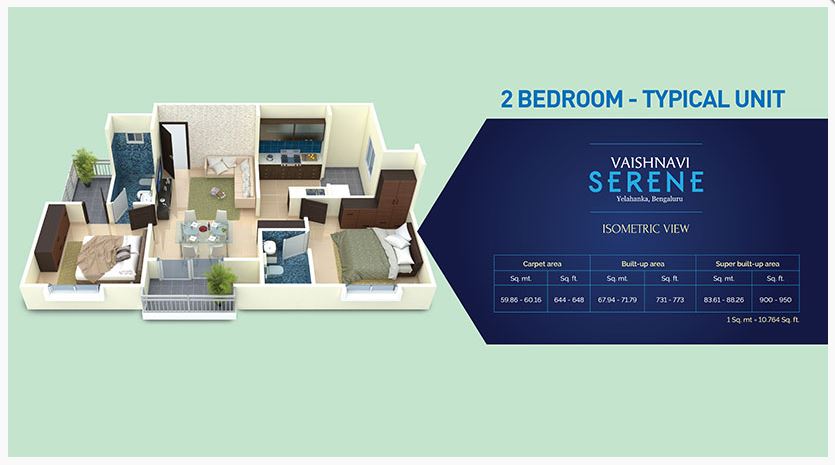 2 BEDROOM - TYPICAL UNIT
VAISHNAVI
SERENE
Yelahanka, Bengaluru
ISOMETRIC VIEW
Carpet area Built-up area Super built-up area
Sq. mt. Sq. ft. Sq. mt. Sq. ft. Sq. mt. Sq. ft.
59.86 - 60.16 644 - 648 67.94 - 71.79 731 - 773 83.61 - 88.26 900 - 950
1 Sq. mt - 10.764 Sq. ft.